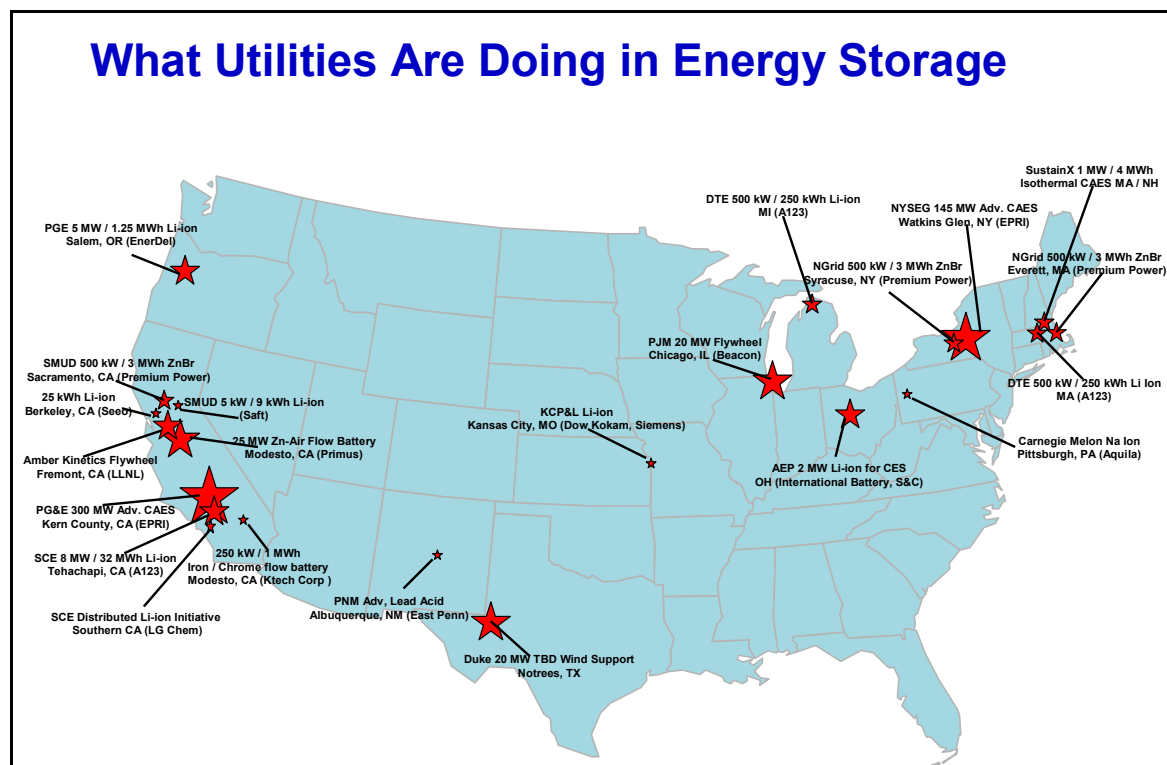 What Utilities Are Doing in Energy Storage
SustainX 1 MW / 4 MWh
Isothermal CAES MA / NH
DTE 500 kW / 250 kWh Li-ion
MI (A123)
NYSEG 145 MW Adv. CAES
Watkins Glen, NY (EPRI)
PGE 5 MW / 1.25 MWh Li-ion
Salem, OR (EnerDel)
NGrid 500 kW / 3 MWh ZnBr
Everett, MA (Premium Power)
NGrid 500 kW / 3 MWh ZnBr
Syracuse, NY (Premium Power)
PJM 20 MW Flywheel
Chicago, IL (Beacon)
SMUD 500 kW / 3 MWh ZnBr
Sacramento, CA (Premium Power)
DTE 500 kW / 250 kWh Li Ion
MA (A123)
25 kWh Li-ion
Berkeley, CA (Seeo)
SMUD 5 kW / 9 kWh Li-ion
(Saft)
KCP&L Li-ion
Kansas City, MO (Dow Kokam, Siemens)
25 MW Zn-Air Flow Battery
Modesto, CA (Primus)
Carnegie Melon Na Ion
Pittsburgh, PA (Aquila)
Amber Kinetics Flywheel
Fremont, CA (LLNL)
AEP 2 MW Li-ion for CES
OH (International Battery, S&C)
PG&E 300 MW Adv. CAES
Kern County, CA (EPRI)
SCE 8 MW / 32 MWh Li-ion
Tehachapi, CA (A123)
250 kW / 1 MWh
Iron / Chrome flow battery
Modesto, CA (Ktech Corp )
PNM Adv, Lead Acid
Albuquerque, NM (East Penn)
SCE Distributed Li-ion Initiative
Southern CA (LG Chem)
Duke 20 MW TBD Wind Support
Notrees, TX